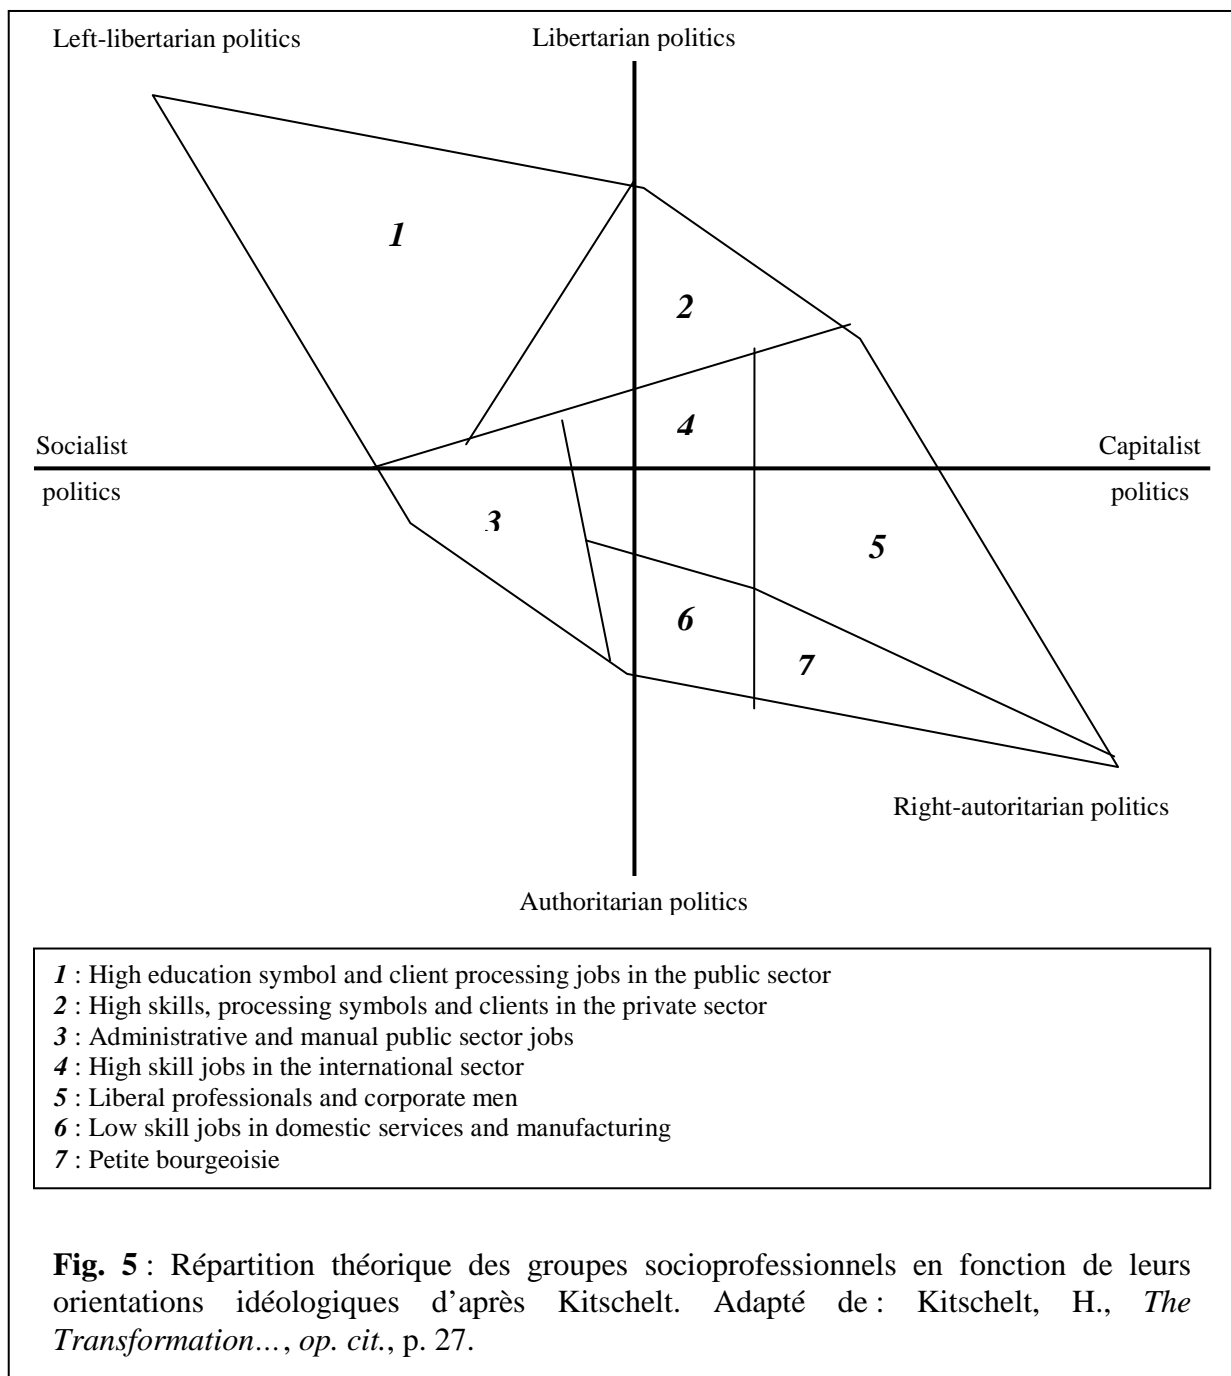 Left-libertarian politics
Libertarian politics
1
2
4
Socialist
politics
Capitalist
politics
3
5
6
7
Right-autoritarian politics
Authoritarian politics
1 : High education symbol and client processing jobs in the public sector
2 : High skills, processing symbols and clients in the private sector
3 : Administrative and manual public sector jobs
4 : High skill jobs in the international sector
5 : Liberal professionals and corporate men
6 : Low skill jobs in domestic services and manufacturing
7 : Petite bourgeoisie
Fig. 5 : Répartition théorique des groupes socioprofessionnels en fonction de leurs
orientations idéologiques d'après Kitschelt. Adapté de : Kitschelt, H., The
Transformation…, op. cit., p. 27.